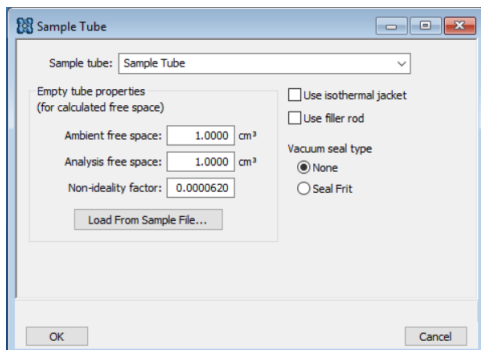 Sample Tube
Sample tube: Sample Tube
Empty tube properties
(for calculated free space)
Ambient free space: 1.0000 cm³
Analysis free space: 1.0000 cm³
Non-ideality factor: 0.0000620
Load From Sample File...
Use isothermal jacket
Use filler rod
Vacuum seal type
None
Seal Frit
OK
Cancel